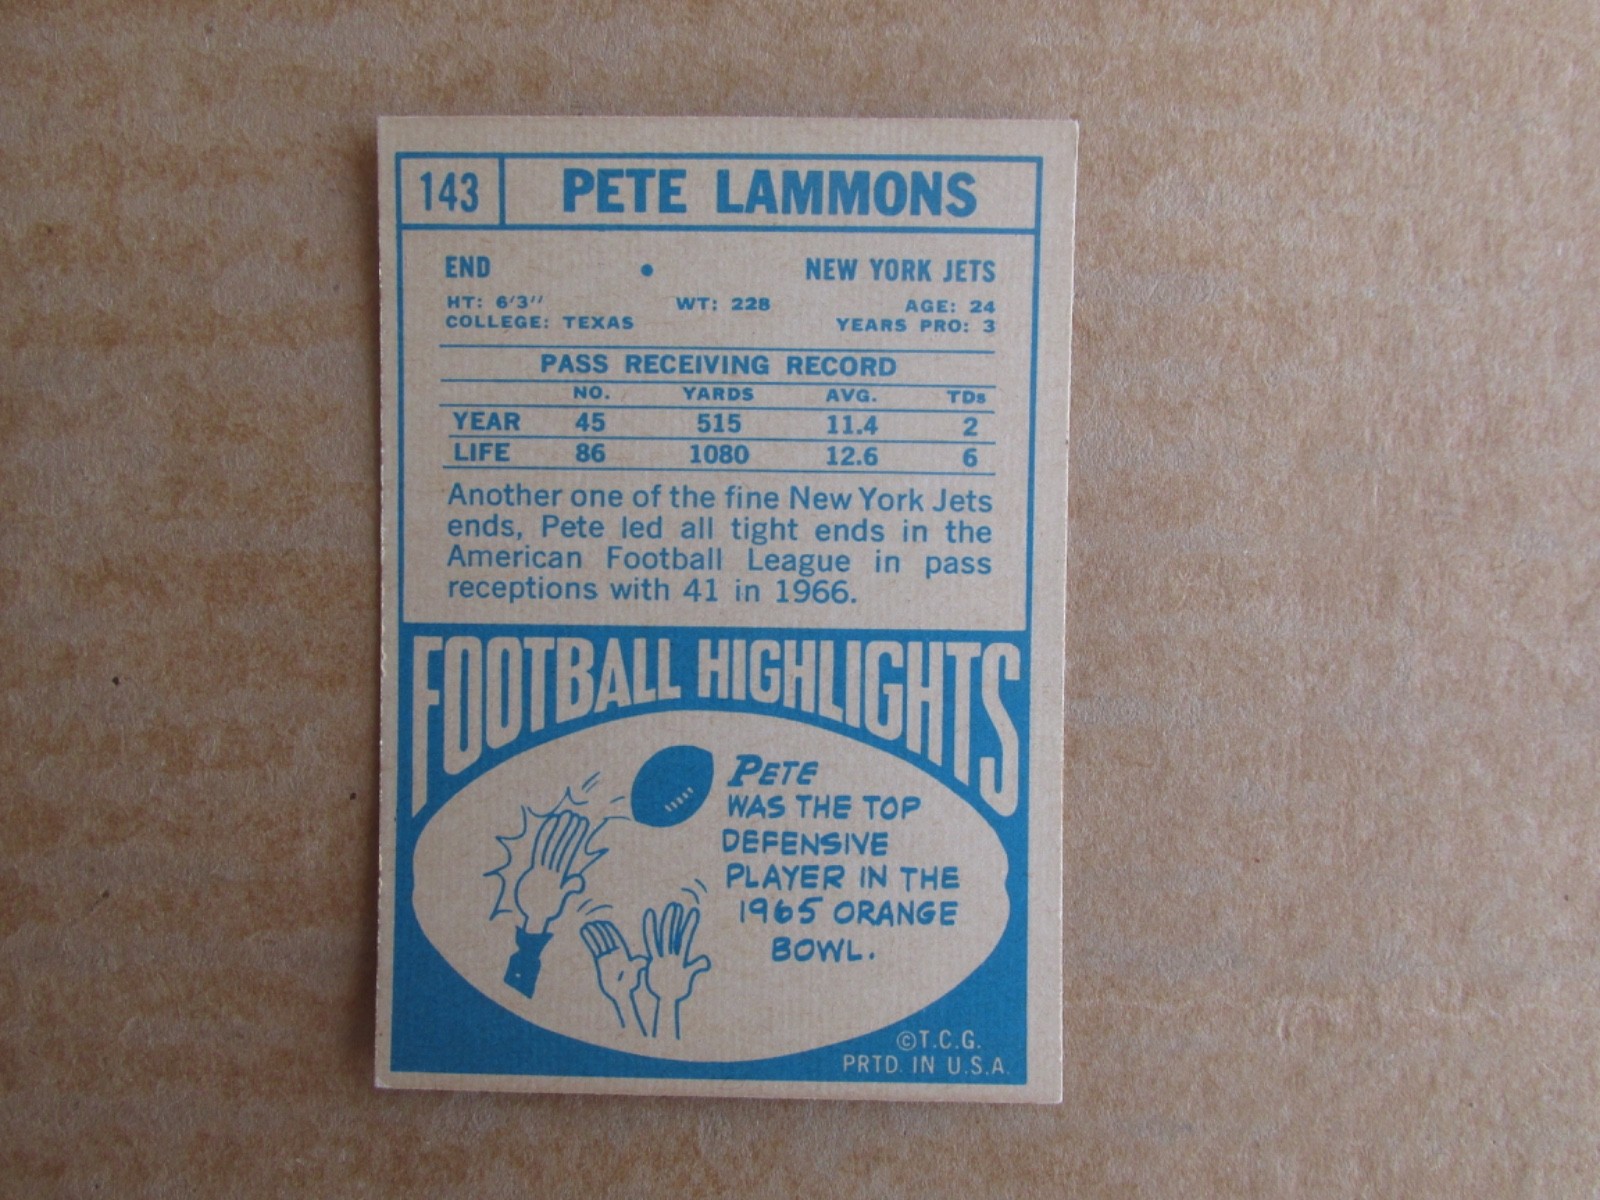 143 PETE LAMMONS
END • NEW YORK JETS
HT: 6'3" WT: 228 AGE: 24
COLLEGE: TEXAS YEARS PRO: 3
PASS RECEIVING RECORD
NO. YARDS AVG. TDs
YEAR 45 515 11.4 2
LIFE 86 1080 12.6 6
Another one of the fine New York Jets
ends, Pete led all tight ends in the
American Football League in pass
receptions with 41 in 1966.
FOOTBALL HIGHLIGHTS
PETE
WAS THE TOP
DEFENSIVE
PLAYER IN THE
1965 ORANGE
BOWL.
©T.C.G.
PRTD. IN U.S.A.